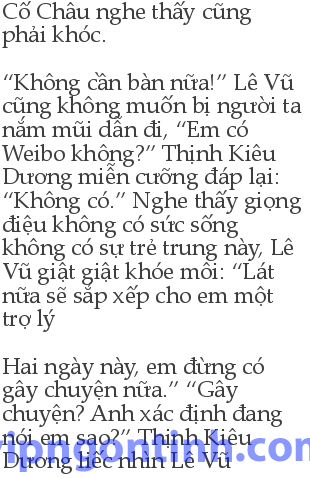 Cố Châu nghe thấy cũng
phải khóc.
“Không cần bàn nữa!” Lê Vũ
cũng không muốn bị người ta
nắm mũi dẫn đi, “Em có
Weibo không?” Thịnh Kiêu
Dương miễn cưỡng đáp lại:
“Không có.” Nghe thấy giọng
điệu không có sức sống
không có sự trẻ trung này, Lê
Vũ giật giật khóe môi: “Lát
nữa sẽ sắp xếp cho em một
trợ lý
Hai ngày này, em đừng có
gây chuyện nữa.” “Gây
chuyện? Anh xác định đang
nói em sao?” Thịnh Kiêu
Dương liếc nhìn Lê Vũ
vipngontinh.com